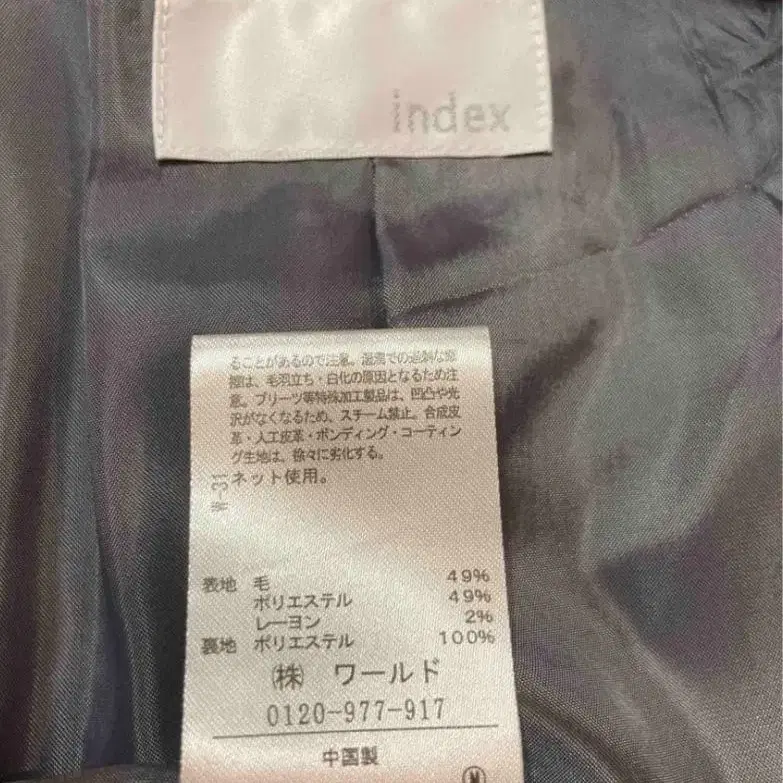 index
ることがあるので注意。湿潤での過剰な摩
擦は、毛羽立ち・白化の原因となるため注
意。プリーツ等特殊加工製品は、凹凸や光
沢がなくなるため、スチーム禁止。合成皮
革・人工皮革・ボンディング・コーティン
グ生地は、徐々に劣化する。
ネット使用。
W-31
表地 毛 49%
ポリエステル 49%
レーヨン 2%
裏地 ポリエステル 100%
(株) ワールド
0120-977-917
中国製
M